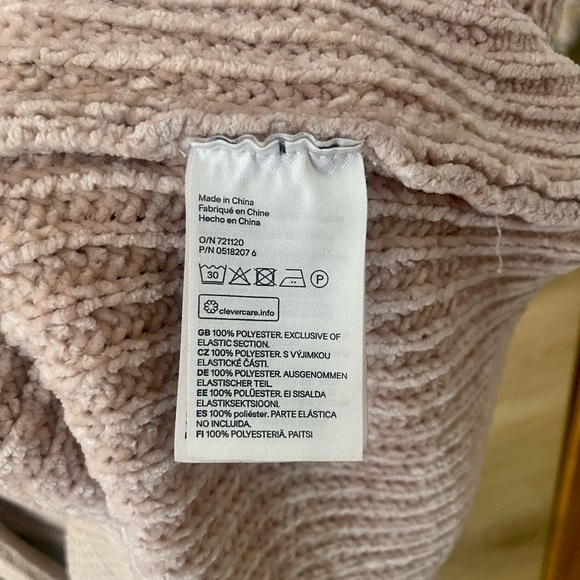 Made in China
Fabriqué en Chine
Hecho en China
O/N 721120
P/N 0518207 6
30 P
clevercare.info
GB 100% POLYESTER. EXCLUSIVE OF
ELASTIC SECTION.
CZ 100% POLYESTER. S VÝJIMKOU
ELASTICKÉ ČÁSTI.
DE 100% POLYESTER. AUSGENOMMEN
ELASTISCHER TEIL.
EE 100% POLÜESTER. EI SISALDA
ELASTIKSEKTSIOONI.
ES 100% poliéster. PARTE ELÁSTICA
NO INCLUIDA.
FI 100% POLYESTERIÄ. PAITSI